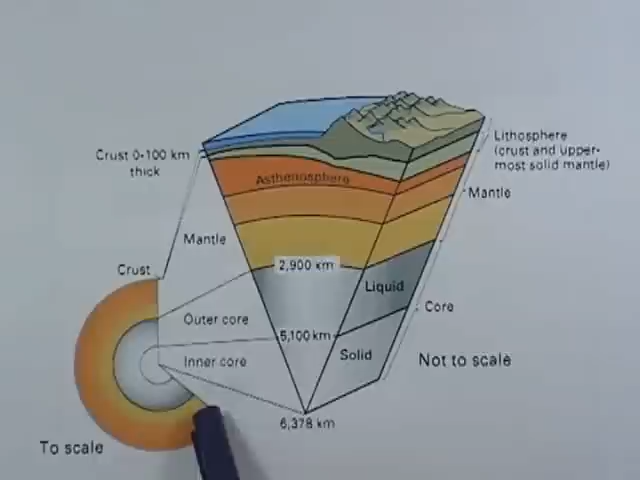 Crust 0-100 km
thick
Asthenosphere
Lithosphere
(crust and upper-
most solid mantle)
Mantle
Mantle
Crust
2,900 km
Liquid
Outer core
Core
5,100 km
Inner core
Solid
Not to scale
6,378 km
To scale